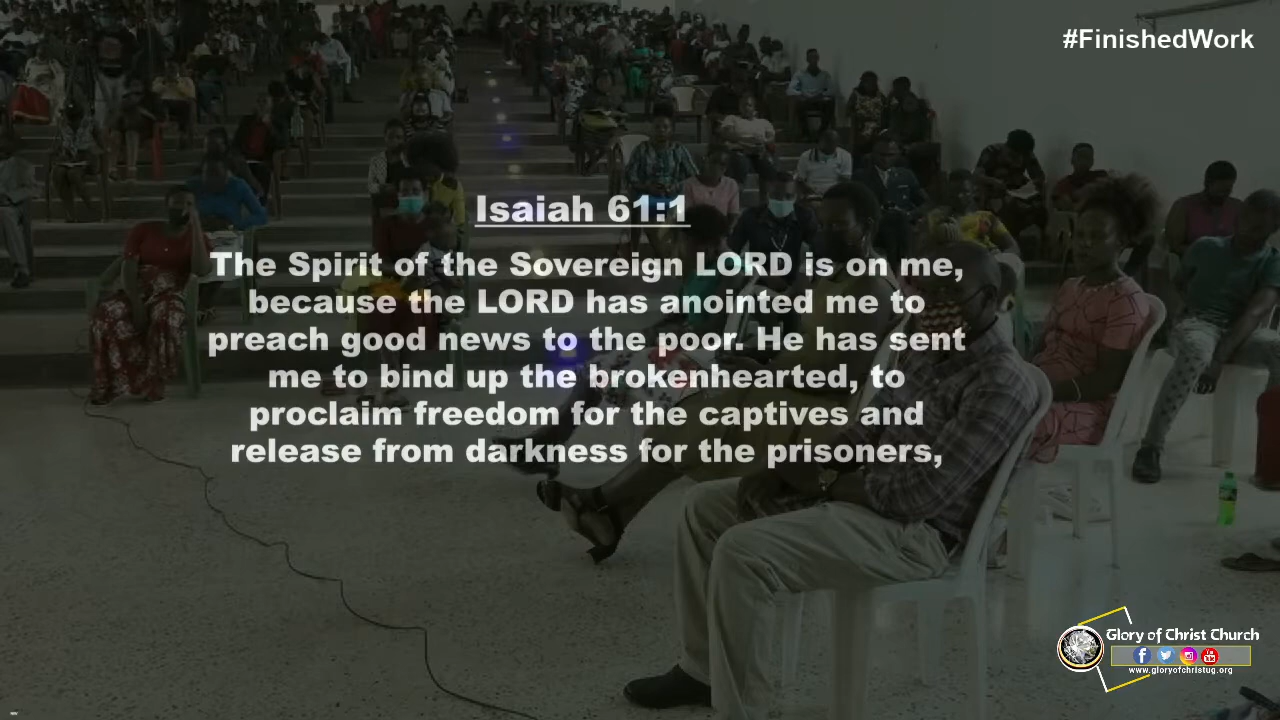 #FinishedWork
Isaiah 61:1
The Spirit of the Sovereign LORD is on me,
because the LORD has anointed me to
preach good news to the poor. He has sent
me to bind up the brokenhearted, to
proclaim freedom for the captives and
release from darkness for the prisoners,
Glory of Christ Church
www.gloryofchristug.org